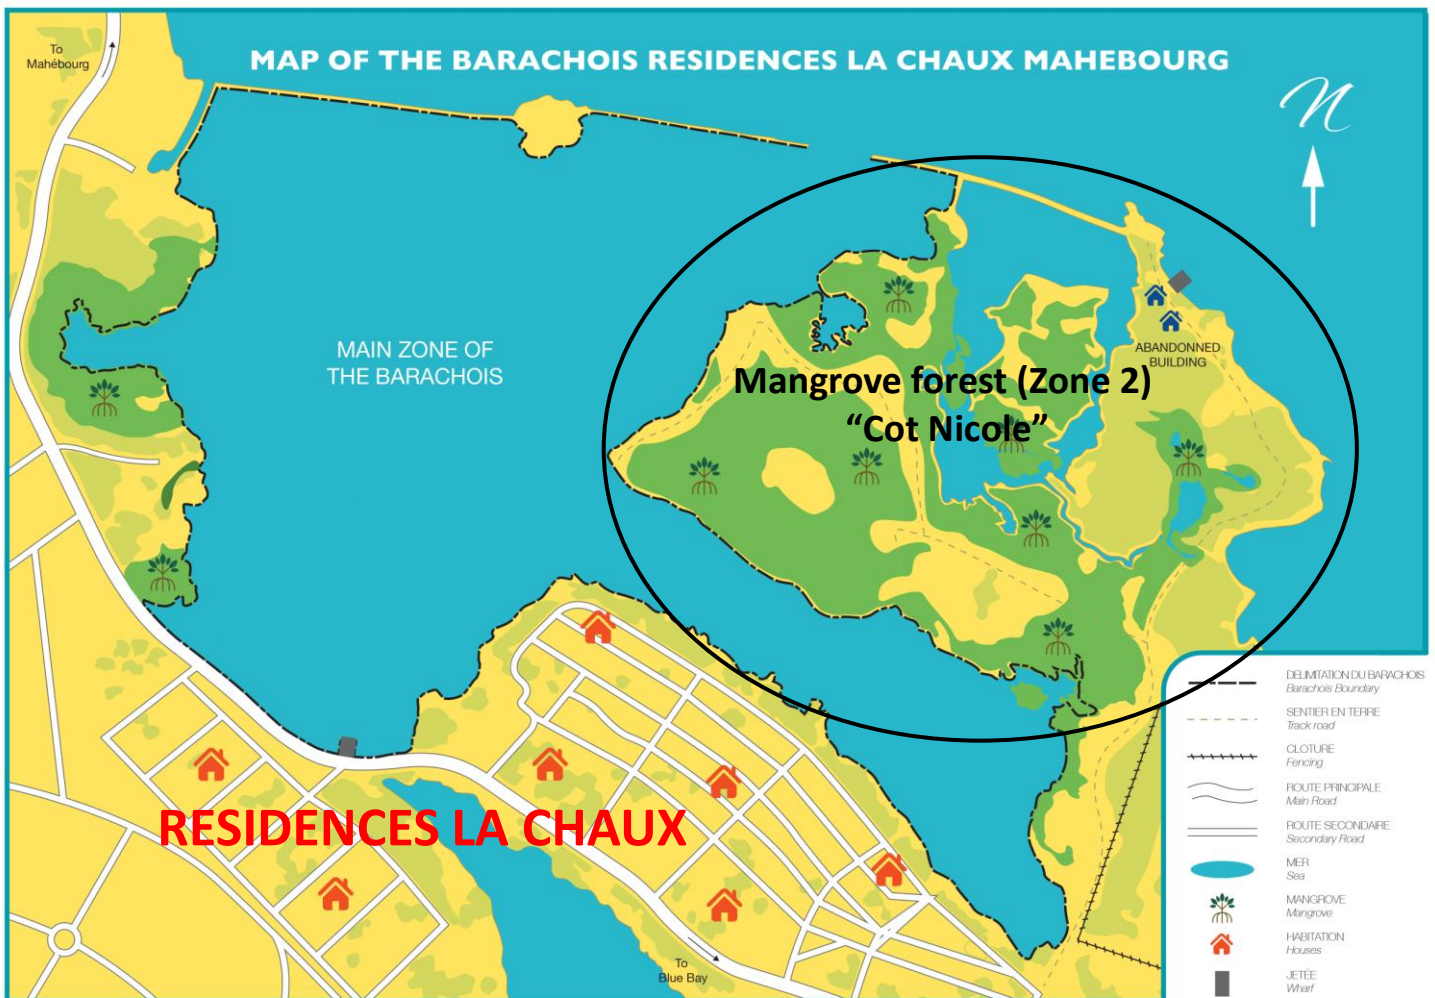 To
Mahébourg
MAP OF THE BARACHOIS RESIDENCES LA CHAUX MAHEBOURG
N
MAIN ZONE OF
THE BARACHOIS
ABANDONNED
BUILDING
Mangrove forest (Zone 2)
“Cot Nicole”
RESIDENCES LA CHAUX
To
Blue Bay
DELIMITATION DU BARACHOIS
Barachois Boundary
SENTIER EN TERRE
Track road
CLOTURE
Fencing
ROUTE PRINCIPALE
Main Road
ROUTE SECONDAIRE
Secondary Road
MER
Sea
MANGROVE
Mangrove
HABITATION
Houses
JETÉE
Wharf